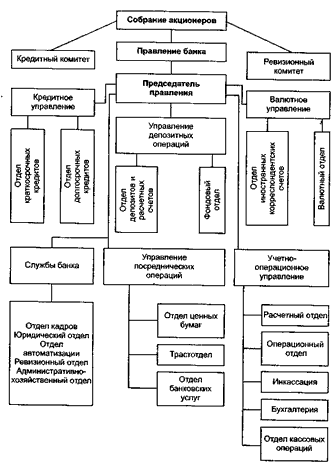 Собрание акционеров
Кредитный комитет
Правление банка
Ревизионный
комитет
Кредитное
управление
Председатель
правления
Валютное
управление
Управление
депозитных
операций
Отдел
краткосрочных
кредитов
Отдел
долгосрочных
кредитов
Отдел
депозитов и
расчетных
счетов
Фондовый
отдел
Отдел
иностранных
корреспондентских
счетов
Валютный отдел
Службы банка
Управление
посреднических
операций
Учетно-
операционное
управление
Отдел кадров
Юридический отдел
Отдел
автоматизации
Ревизионный отдел
Административно-
хозяйственный отдел
Отдел ценных
бумаг
Трастотдел
Отдел
банковских
услуг
Расчетный отдел
Операционный
отдел
Инкассация
Бухгалтерия
Отдел кассовых
операций